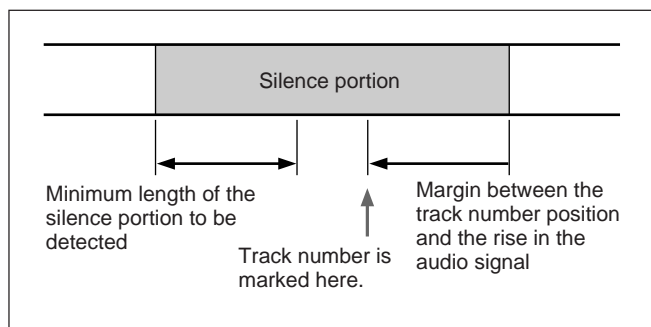 Silence portion
Minimum length of the
silence portion to be
detected
Track number is
marked here.
Margin between the
track number position
and the rise in the
audio signal